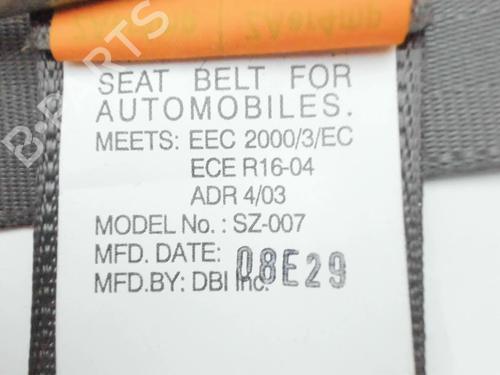 SEAT BELT FOR
AUTOMOBILES.
MEETS: EEC 2000/3/EC
ECE R16-04
ADR 4/03
MODEL No. : SZ-007
MFD. DATE: 08E29
MFD.BY: DBI Inc.
B-PARTS